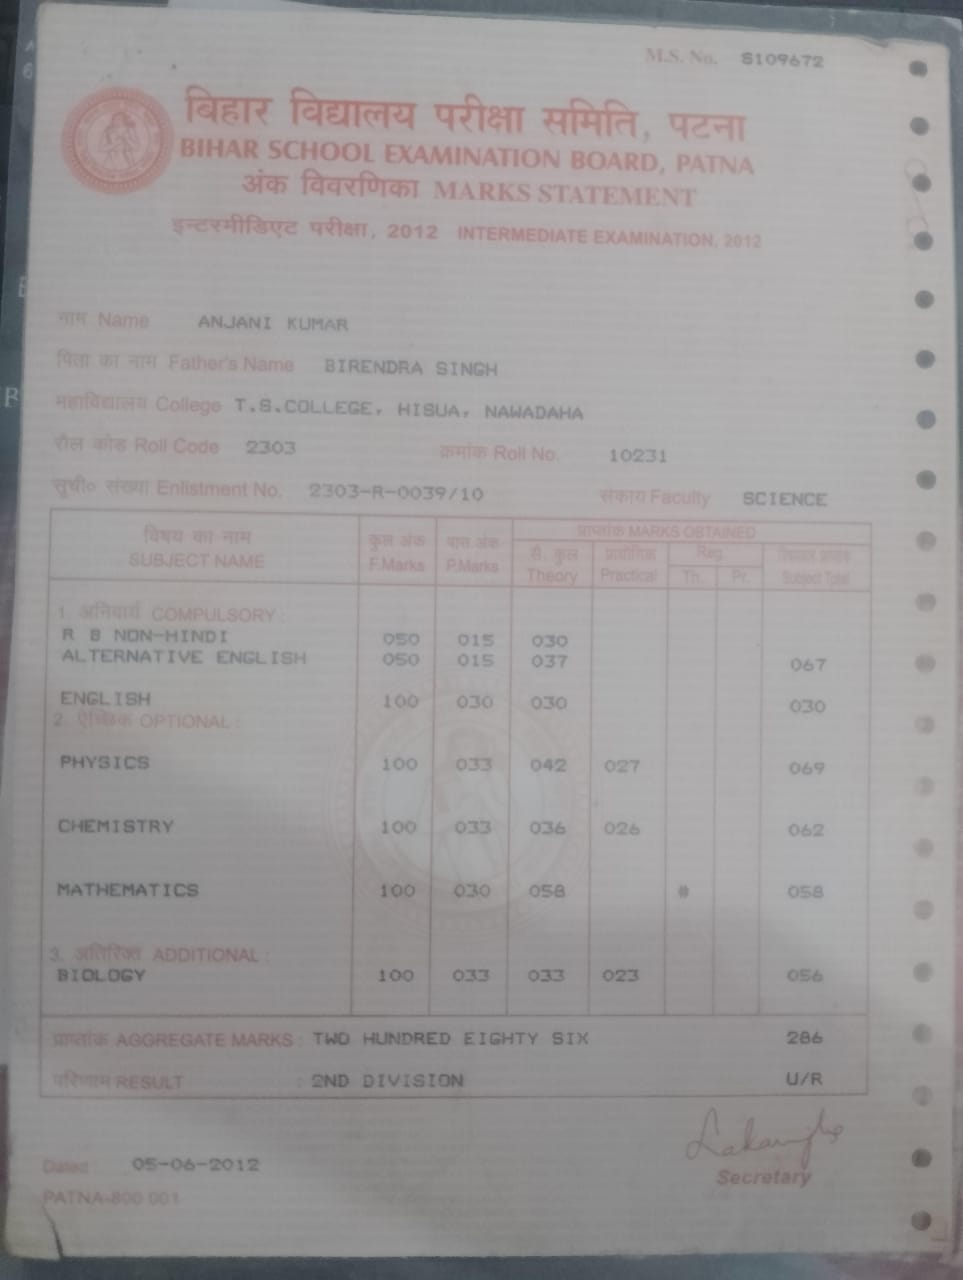 M.S. No. S109672
बिहार विद्यालय परीक्षा समिति, पटना
BIHAR SCHOOL EXAMINATION BOARD, PATNA
अंक विवरणिका MARKS STATEMENT
इन्टरमीडिएट परीक्षा, 2012 INTERMEDIATE EXAMINATION, 2012
नाम Name ANJANI KUMAR
पिता का नाम Father's Name BIRENDRA SINGH
महाविद्यालय College T.S.COLLEGE, HISUA, NAWADAHA
रौल कोड Roll Code 2303 क्रमांक Roll No. 10231
सूची० संख्या Enlistment No. 2303-R-0039/10 संकाय Faculty SCIENCE
विषय का नाम कुल अंक पास अंक प्राप्तांक MARKS OBTAINED
SUBJECT NAME F.Marks P.Marks सै. कुल प्रायोगिक Reg.
Theory Practical Th. Pr. Subject Total
1. अनिवार्य COMPULSORY :
R B NON-HINDI 050 015 030
ALTERNATIVE ENGLISH 050 015 037 067
ENGLISH 100 030 030 030
2. ऐच्छिक OPTIONAL :
PHYSICS 100 033 042 027 069
CHEMISTRY 100 033 036 026 062
MATHEMATICS 100 030 058 # 058
3. अतिरिक्त ADDITIONAL :
BIOLOGY 100 033 033 023 056
प्राप्तांक AGGREGATE MARKS : TWO HUNDRED EIGHTY SIX 286
परिणाम RESULT : 2ND DIVISION U/R
Dated : 05-06-2012
Secretary
PATNA-800 001